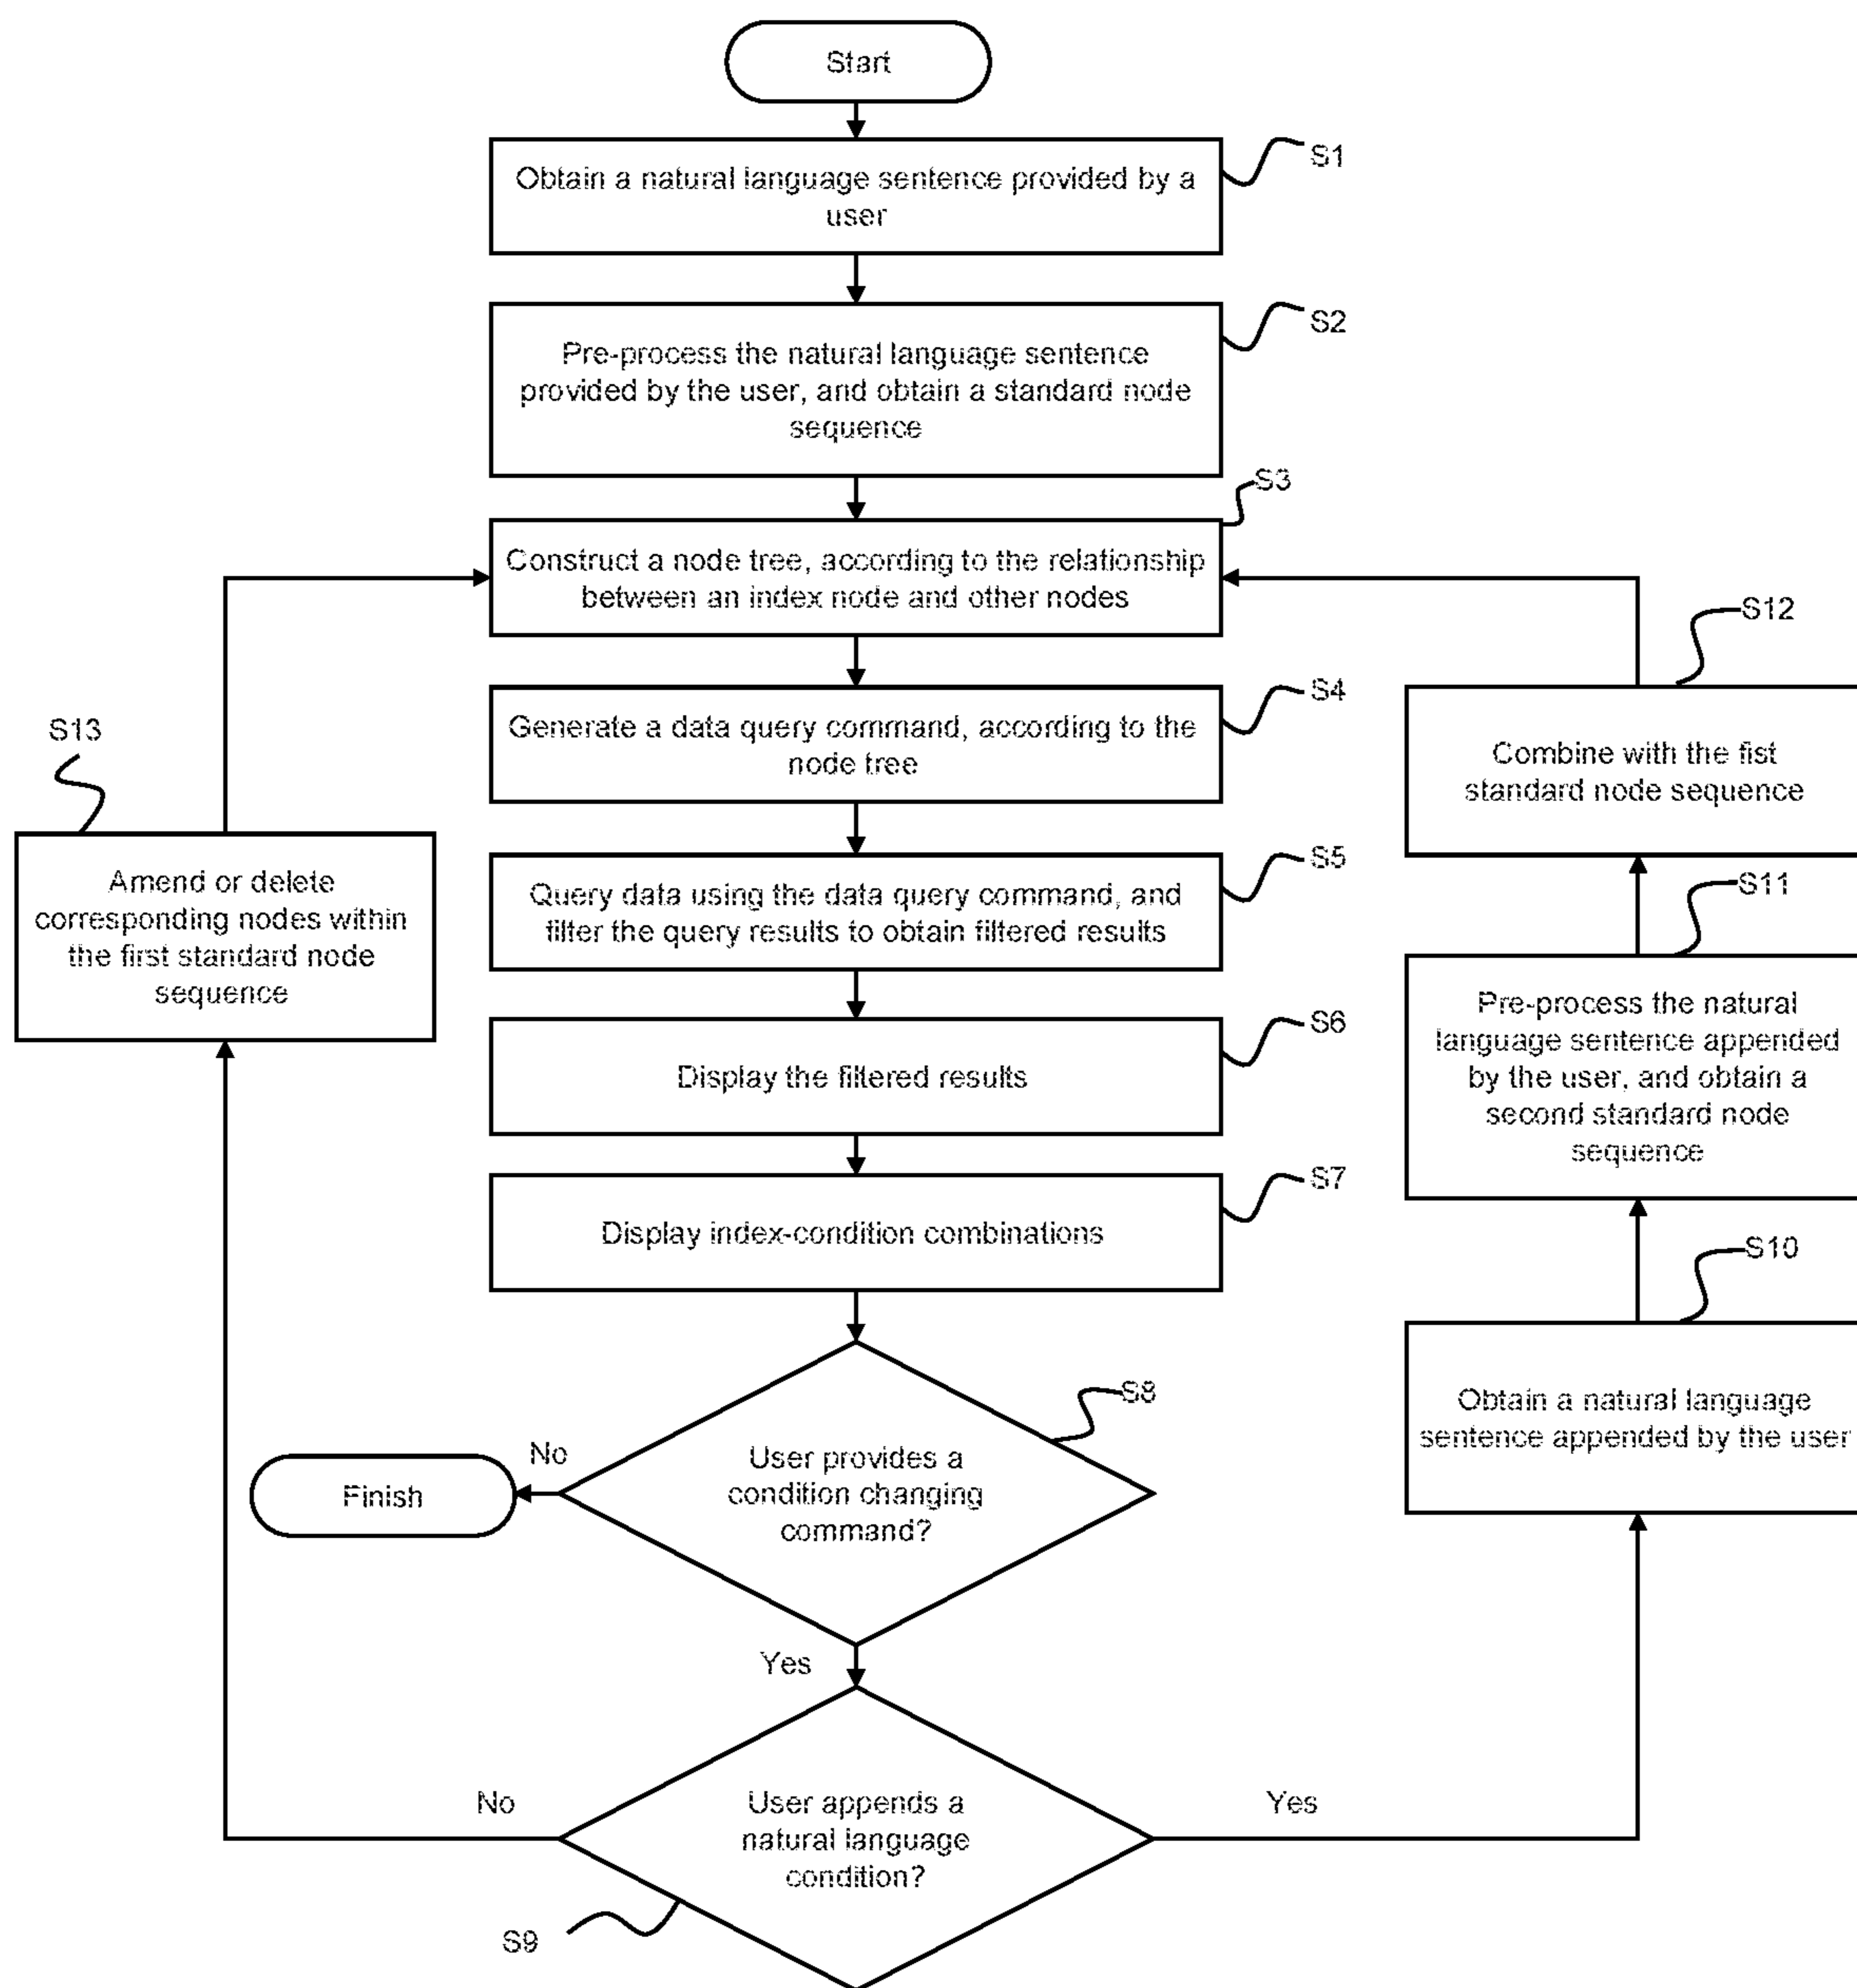 Start
Obtain a natural language sentence provided by a
user
S1
Pre-process the natural language sentence
provided by the user, and obtain a standard node
sequence
S2
Construct a node tree, according to the relationship
between an index node and other nodes
S3
Generate a data query command, according to the
node tree
S4
Query data using the data query command, and
filter the query results to obtain filtered results
S5
Display the filtered results
S6
Display index-condition combinations
S7
User provides a
condition changing
command?
S8
No
Finish
Yes
User appends a
natural language
condition?
S9
No
Yes
Obtain a natural language
sentence appended by the user
S10
Pre-process the natural
language sentence appended
by the user, and obtain a
second standard node
sequence
S11
Combine with the fist
standard node sequence
S12
S13
Amend or delete
corresponding nodes within
the first standard node
sequence